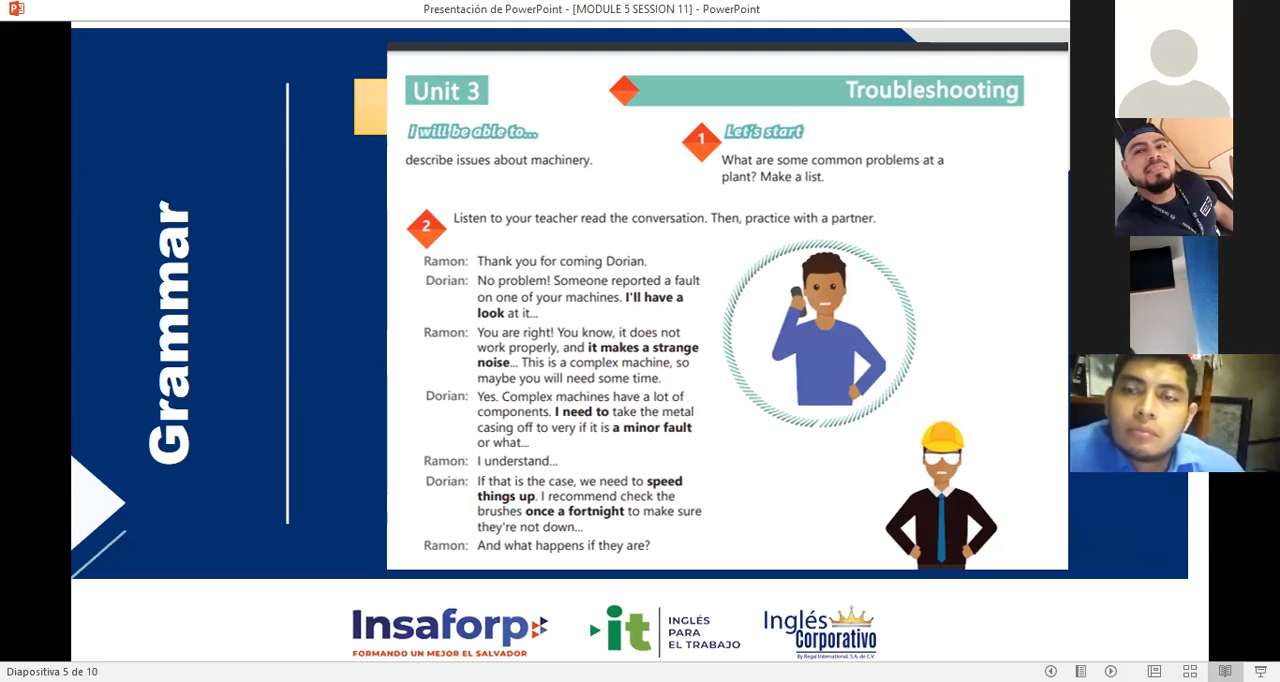 Presentación de PowerPoint - [MODULE 5 SESSION 11] - PowerPoint
Grammar
Unit 3
Troubleshooting
I will be able to...
describe issues about machinery.
1
Let's start
What are some common problems at a
plant? Make a list.
2
Listen to your teacher read the conversation. Then, practice with a partner.
Ramon: Thank you for coming Dorian.
Dorian: No problem! Someone reported a fault
on one of your machines. I'll have a
look at it...
Ramon: You are right! You know, it does not
work properly, and it makes a strange
noise... This is a complex machine, so
maybe you will need some time.
Dorian: Yes. Complex machines have a lot of
components. I need to take the metal
casing off to very if it is a minor fault
or what...
Ramon: I understand...
Dorian: If that is the case, we need to speed
things up. I recommend check the
brushes once a fortnight to make sure
they're not down...
Ramon: And what happens if they are?
Insaforp
FORMANDO UN MEJOR EL SALVADOR
it
INGLÉS
PARA
EL TRABAJO
Inglés
Corporativo
By Regal International, S.A. de C.V.
Diapositiva 5 de 10